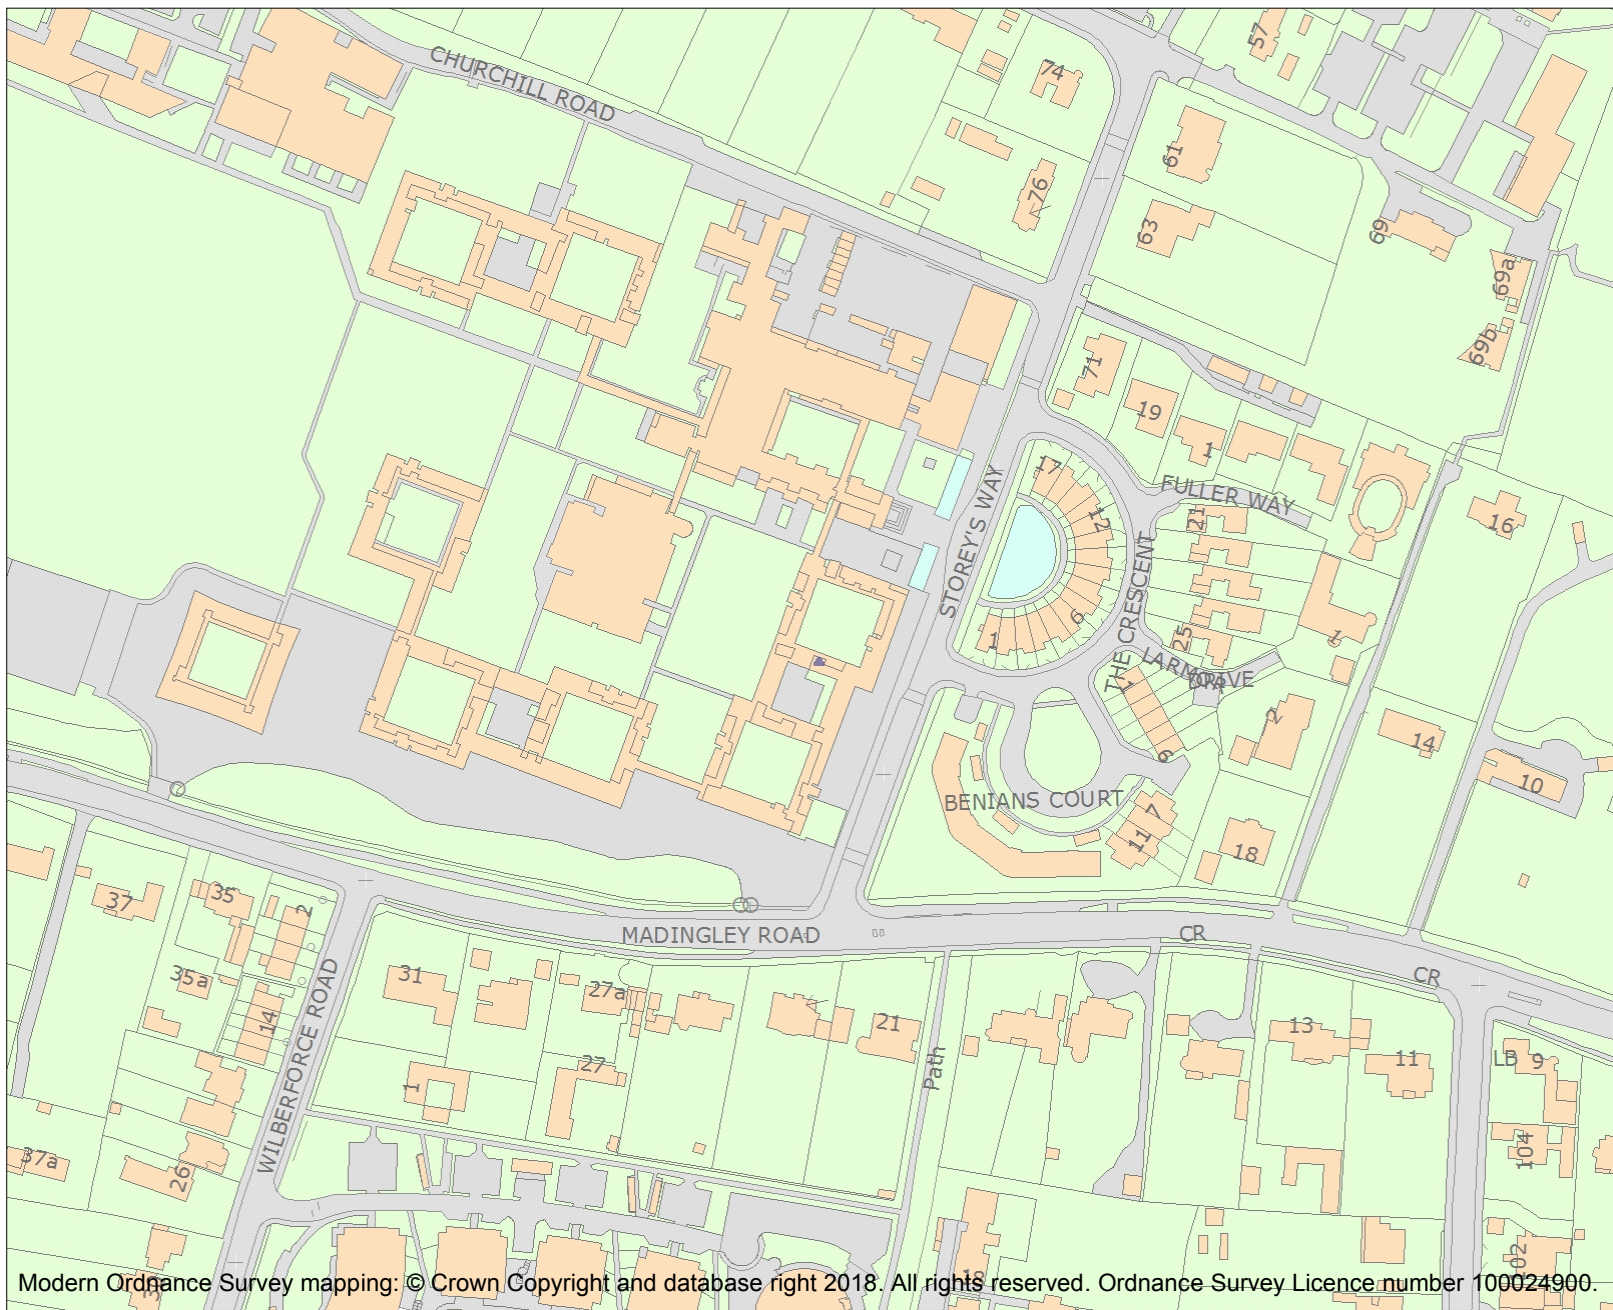 CHURCHILL ROAD
57
74
61
76
63
69
69a
69b
71
19
1
17
FULLER WAY
12
21
16
STOREY'S WAY
THE CRESCENT
6
1
25
1
LARMOR
DRIVE
1
2
6
14
10
BENIANS COURT
7
11
18
37
35
2
MADINGLEY ROAD
CR
CR
35a
31
27a
14
21
13
WILBERFORCE ROAD
27
11
LB
9
1
Path
37a
26
104
102
18
Modern Ordnance Survey mapping: © Crown Copyright and database right 2018. All rights reserved. Ordnance Survey Licence number 100024900.